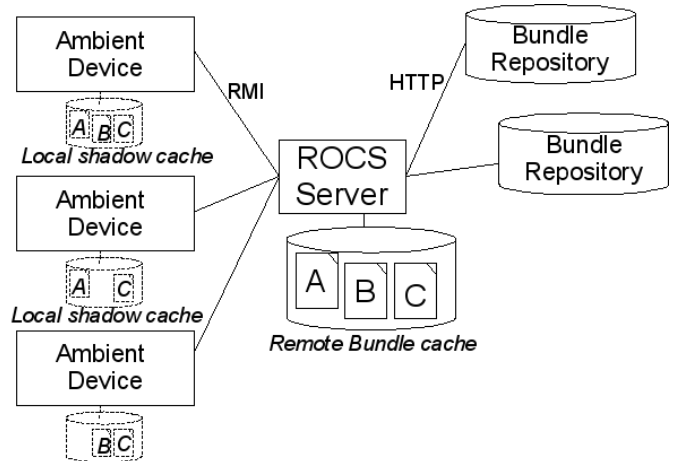 Ambient
Device
A B C
Local shadow cache
Ambient
Device
A C
Local shadow cache
Ambient
Device
B C
RMI
ROCS
Server
A B C
Remote Bundle cache
HTTP
Bundle
Repository
Bundle
Repository